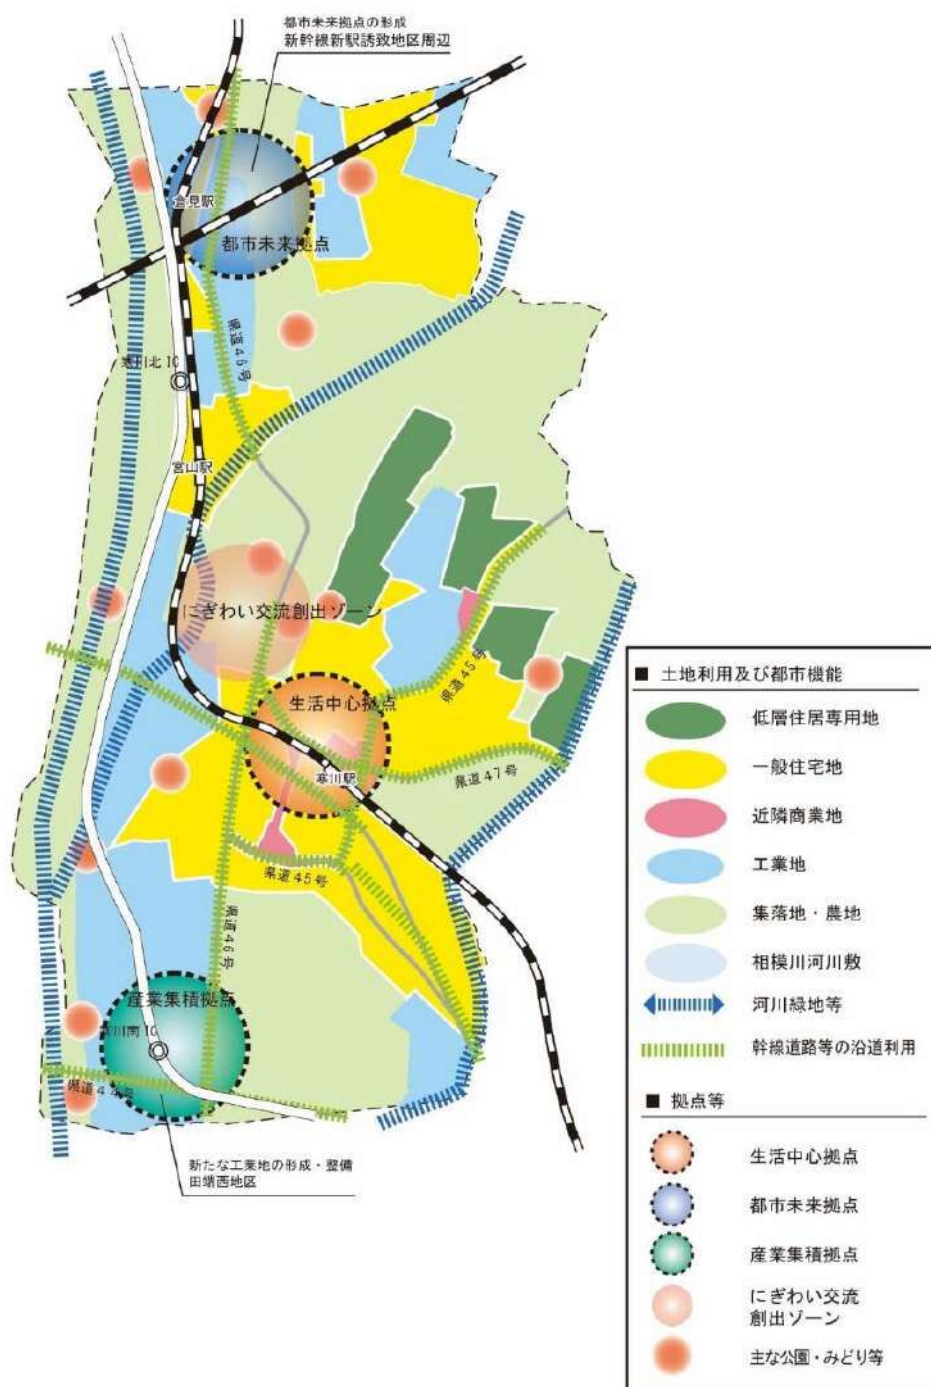 都市未来拠点の形成
新幹線新駅誘致地区周辺
倉見駅
都市未来拠点
県道46号
寒川北IC
宮山駅
にぎわい交流創出ゾーン
生活中心拠点
県道45号
寒川駅
県道47号
県道45号
県道46号
産業集積拠点
寒川南IC
新たな工業地の形成・整備
田端西地区
■ 土地利用及び都市機能
低層住居専用地
一般住宅地
近隣商業地
工業地
集落地・農地
相模川河川敷
河川緑地等
幹線道路等の沿道利用
■ 拠点等
生活中心拠点
都市未来拠点
産業集積拠点
にぎわい交流
創出ゾーン
主な公園・みどり等